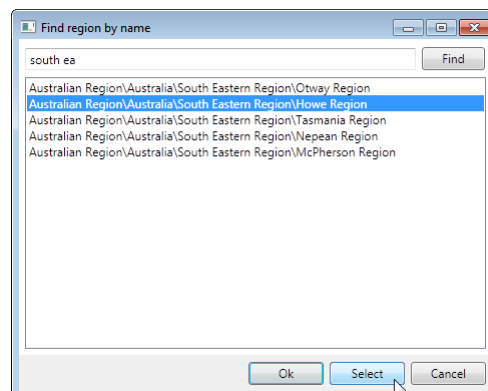 Find region by name
south ea
Find
Australian Region\Australia\South Eastern Region\Otway Region
Australian Region\Australia\South Eastern Region\Howe Region
Australian Region\Australia\South Eastern Region\Tasmania Region
Australian Region\Australia\South Eastern Region\Nepean Region
Australian Region\Australia\South Eastern Region\McPherson Region
Ok
Select
Cancel